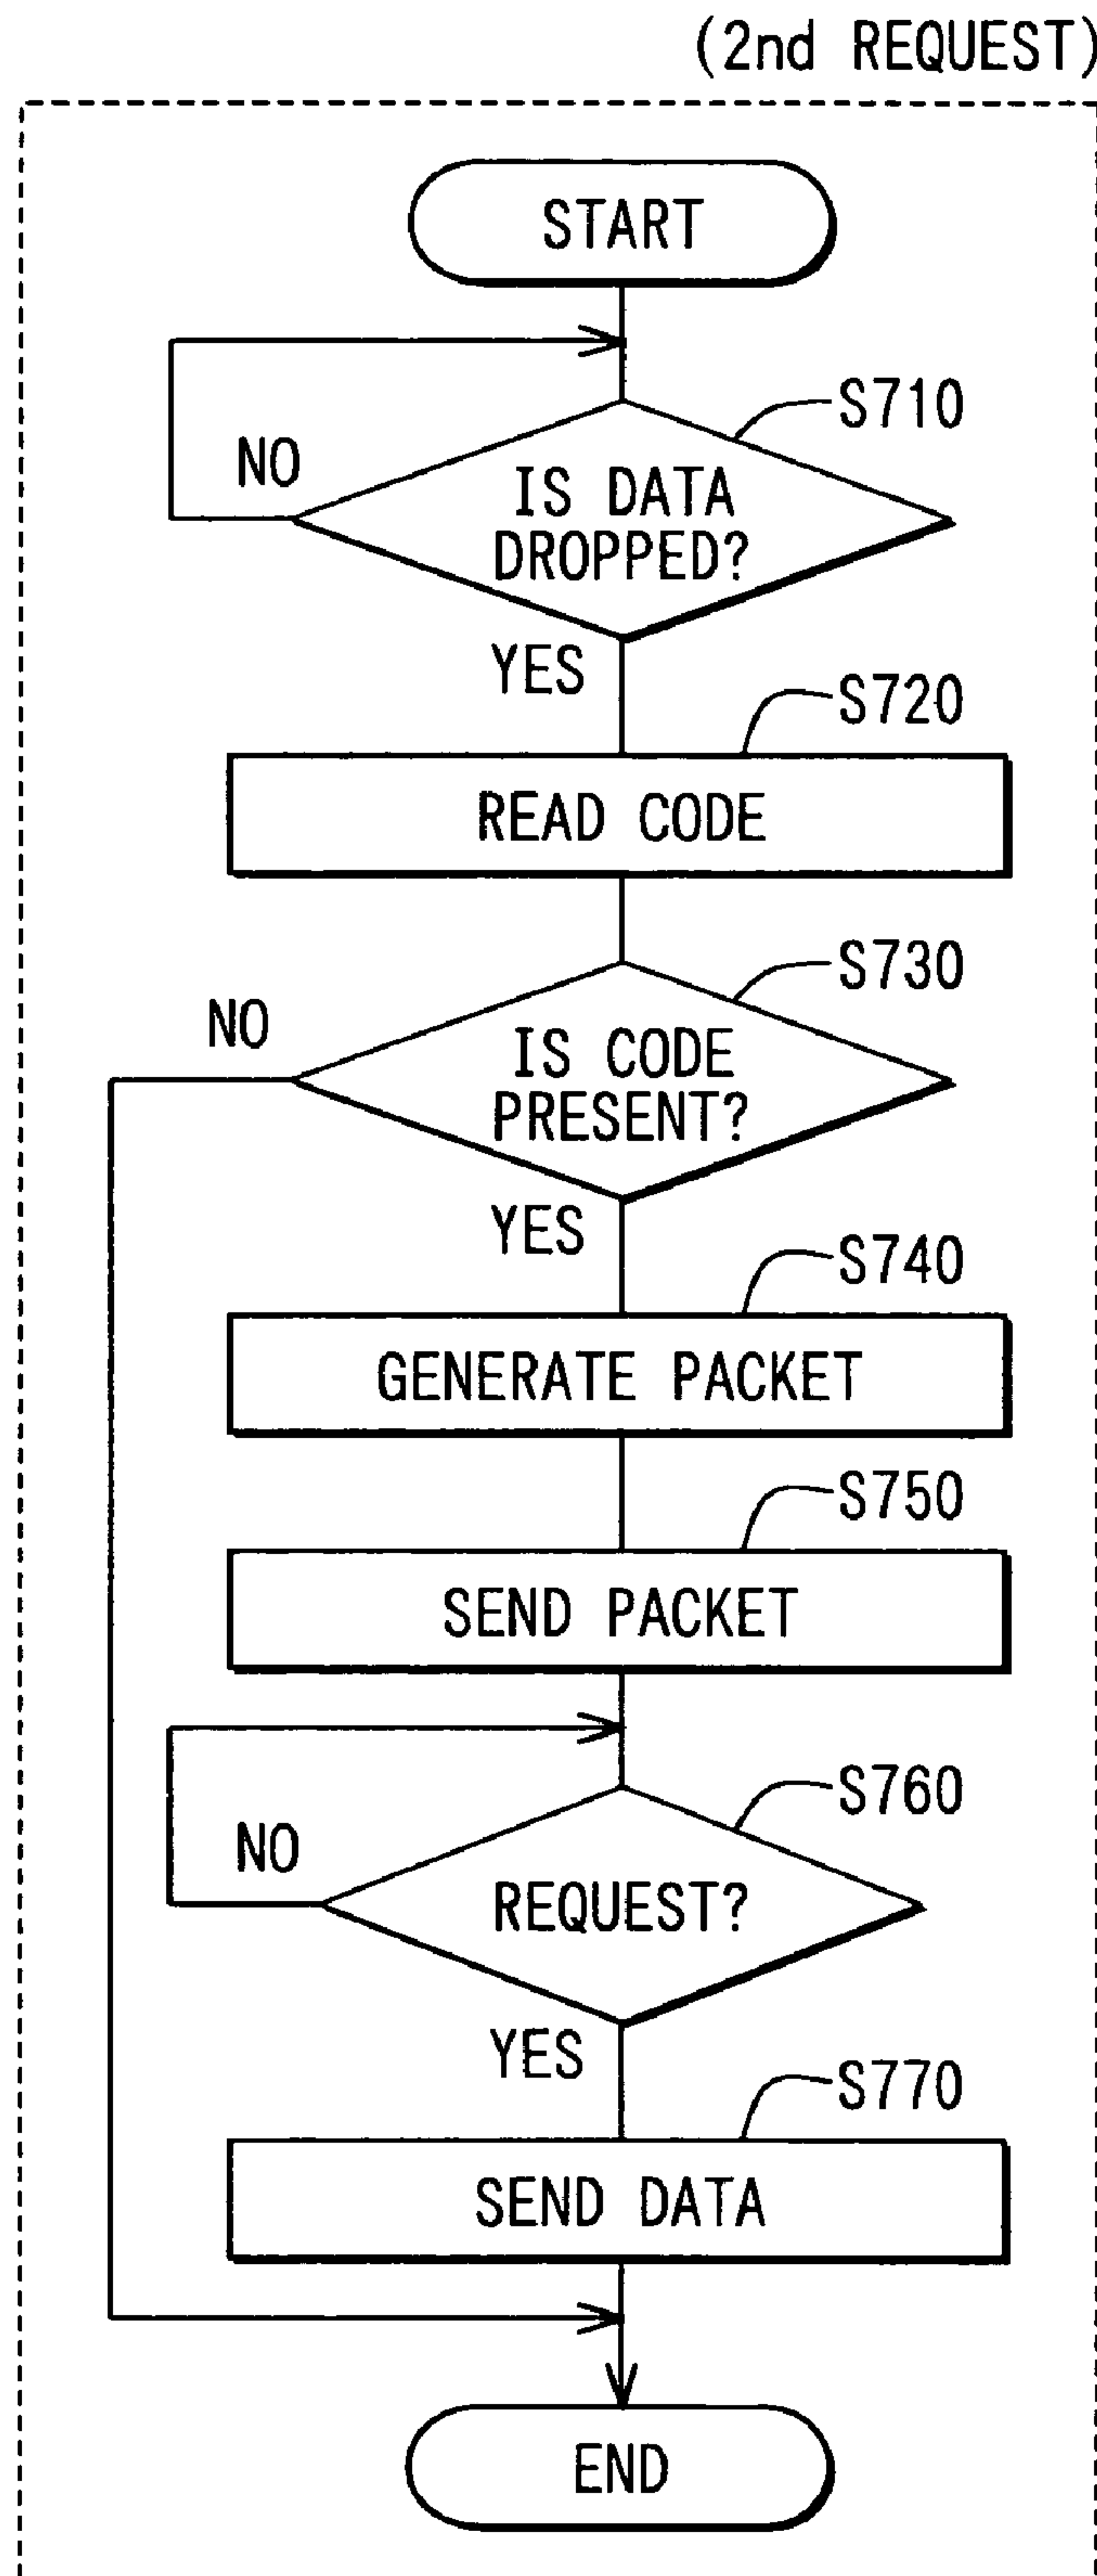 (2nd REQUEST)
START
S710
NO
IS DATA
DROPPED?
YES
S720
READ CODE
S730
NO
IS CODE
PRESENT?
YES
S740
GENERATE PACKET
S750
SEND PACKET
S760
NO
REQUEST?
YES
S770
SEND DATA
END